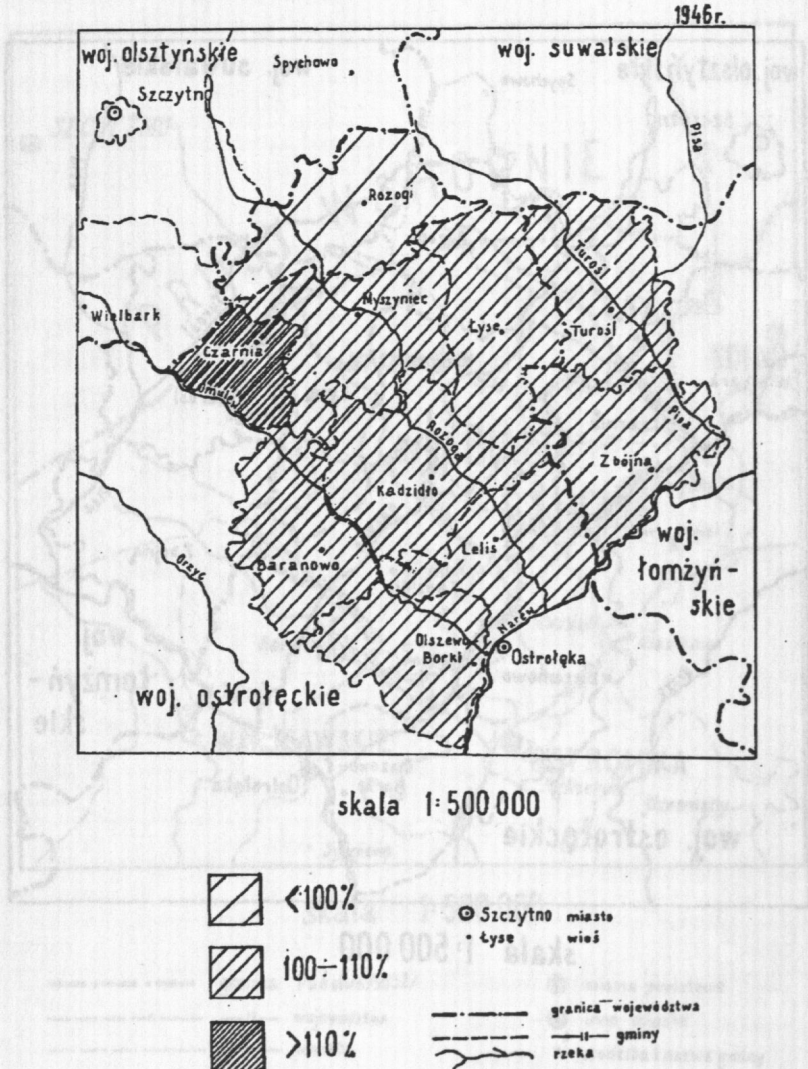 1946 r.
woj. olsztyńskie
Spychowo
woj. suwalskie
Szczytno
Pisa
Rozogi
Turośl
Wielbark
Myszyniec
Łyse
Turośl
Czarnia
Omulew
Rozoga
Pisa
Zbójna
Kadzidło
Lelis
Baranowo
woj.
łomżyń-
skie
Orzyc
Narew
Olszewo
Borki
Ostrołęka
woj. ostrołęckie
skala 1:500 000
<100%
100-110%
>110%
Szczytno miasto
Łyse wieś
granica województwa
—„— gminy
rzeka